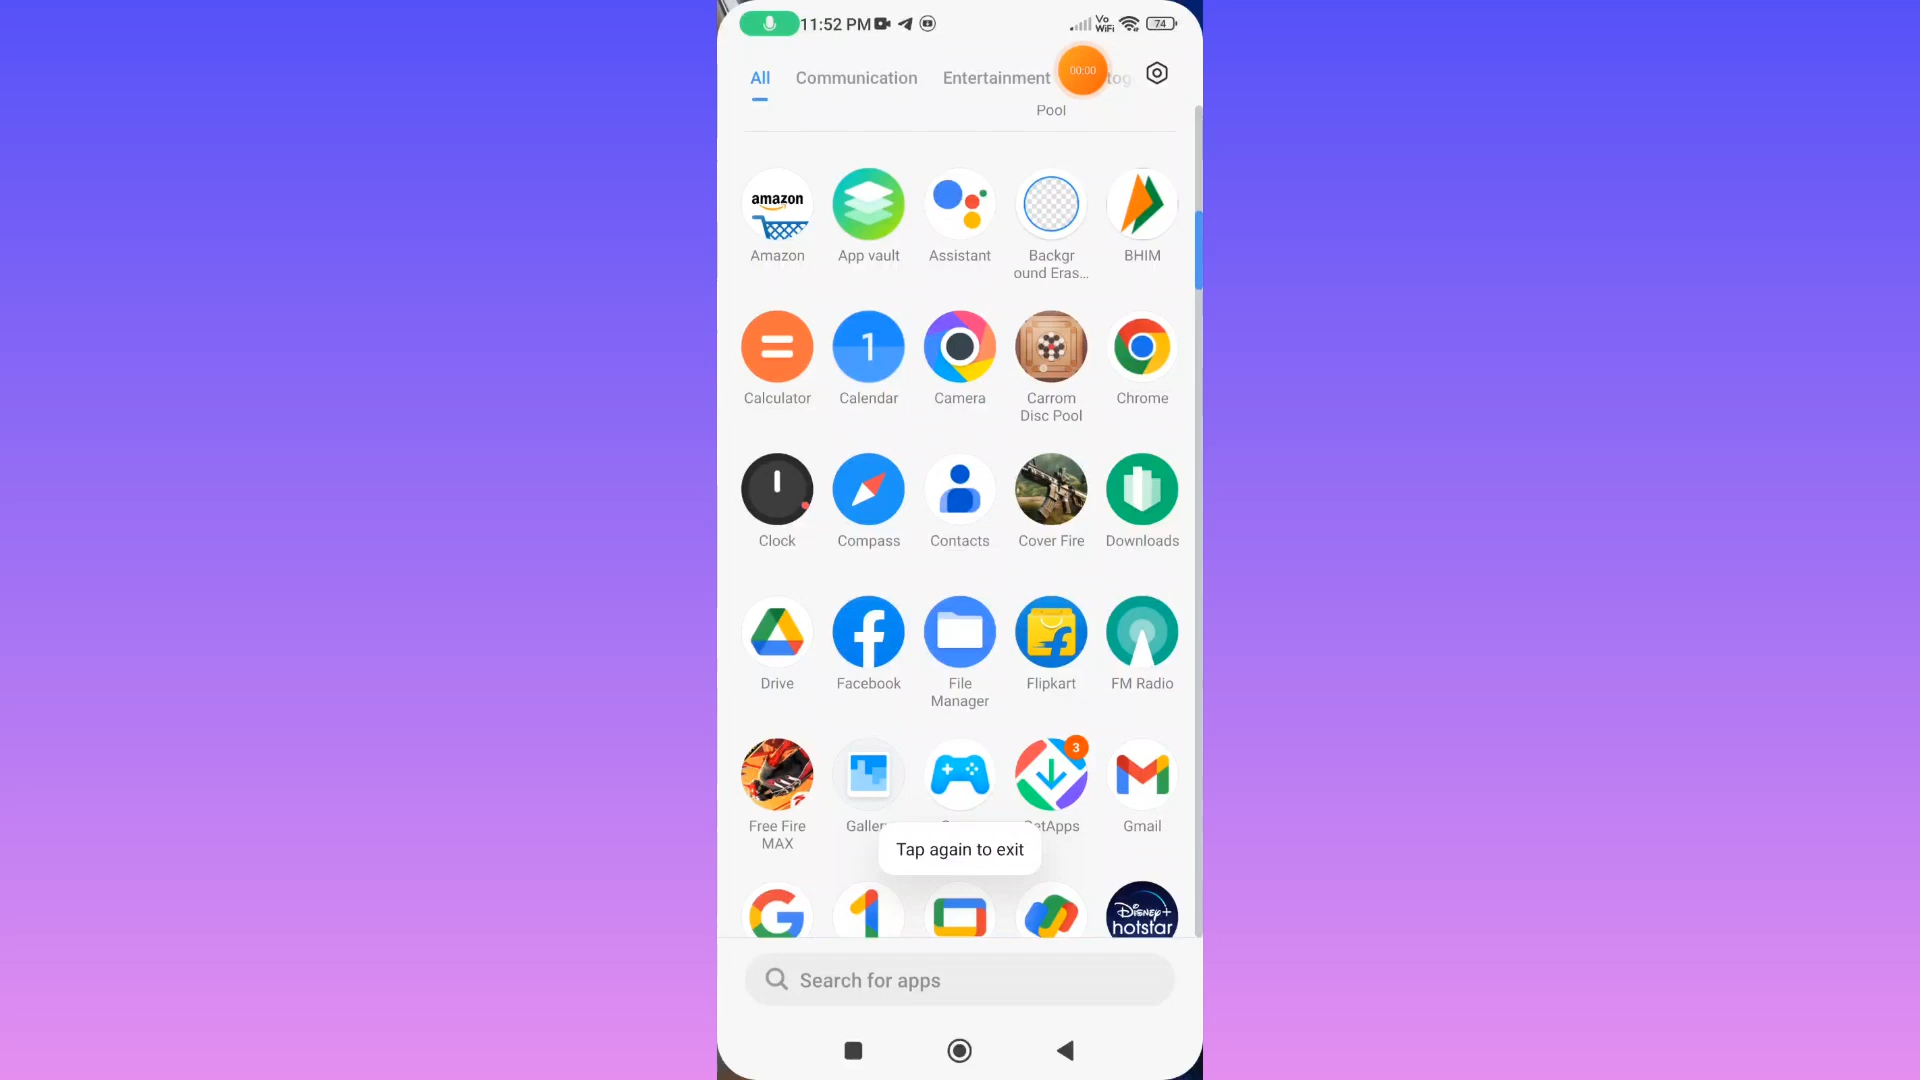 11:52 PM
Vo
WiFi
74
All Communication Entertainment
00:00
Pool
amazon
Amazon App vault Assistant Backgr
ound Eras... BHIM
1
Calculator Calendar Camera Carrom
Disc Pool Chrome
Clock Compass Contacts Cover Fire Downloads
Drive Facebook File
Manager Flipkart FM Radio
3
Free Fire
MAX Gmail
Tap again to exit
Disney+
hotstar
Search for apps